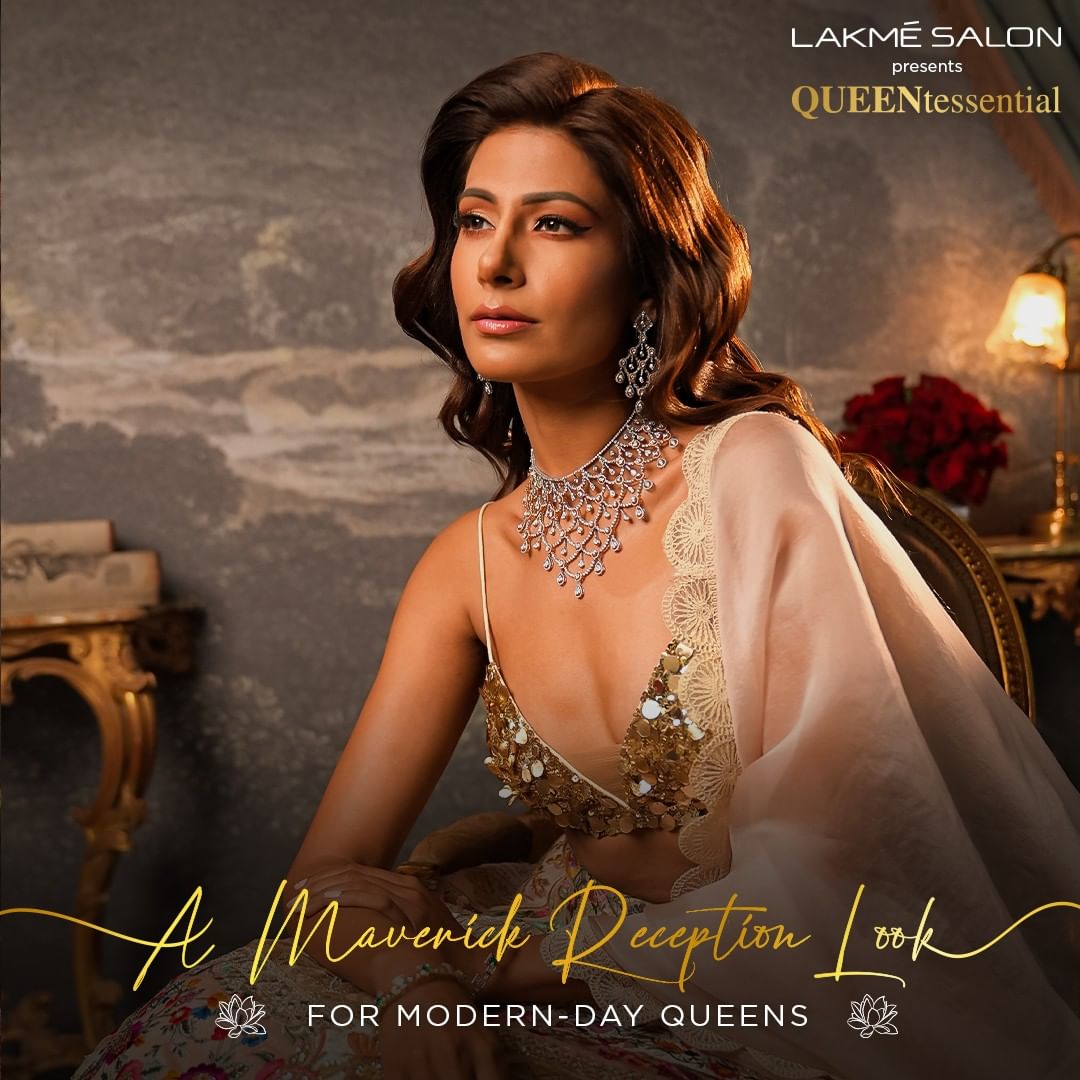 LAKMÉ SALON
presents
QUEENtessential
A Maverick Reception Look
FOR MODERN-DAY QUEENS